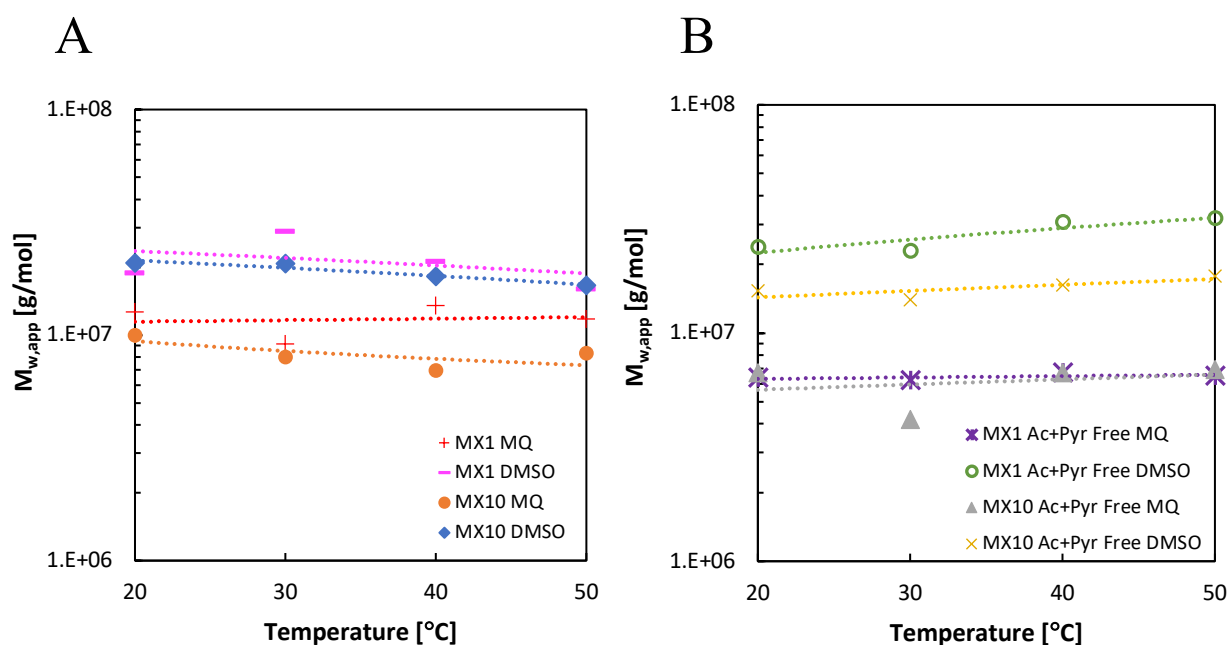 A
1.E+08
1.E+07
1.E+06
Mw,app [g/mol]
MX1 MQ
MX1 DMSO
MX10 MQ
MX10 DMSO
20 30 40 50
Temperature [°C]
B
1.E+08
1.E+07
1.E+06
Mw,app [g/mol]
MX1 Ac+Pyr Free MQ
MX1 Ac+Pyr Free DMSO
MX10 Ac+Pyr Free MQ
MX10 Ac+Pyr Free DMSO
20 30 40 50
Temperature [°C]